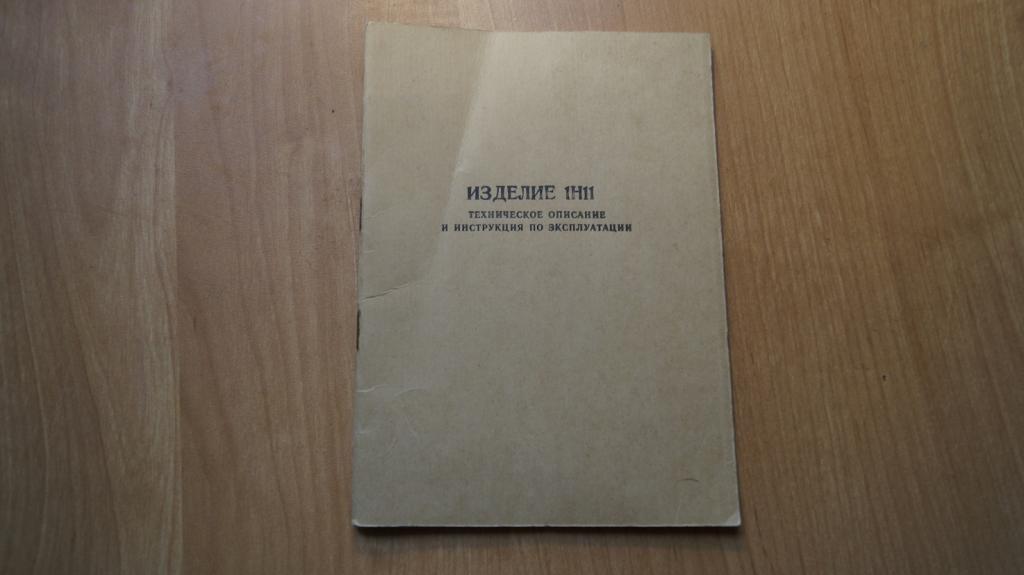 ИЗДЕЛИЕ 1Н11
ТЕХНИЧЕСКОЕ ОПИСАНИЕ
И ИНСТРУКЦИЯ ПО ЭКСПЛУАТАЦИИ